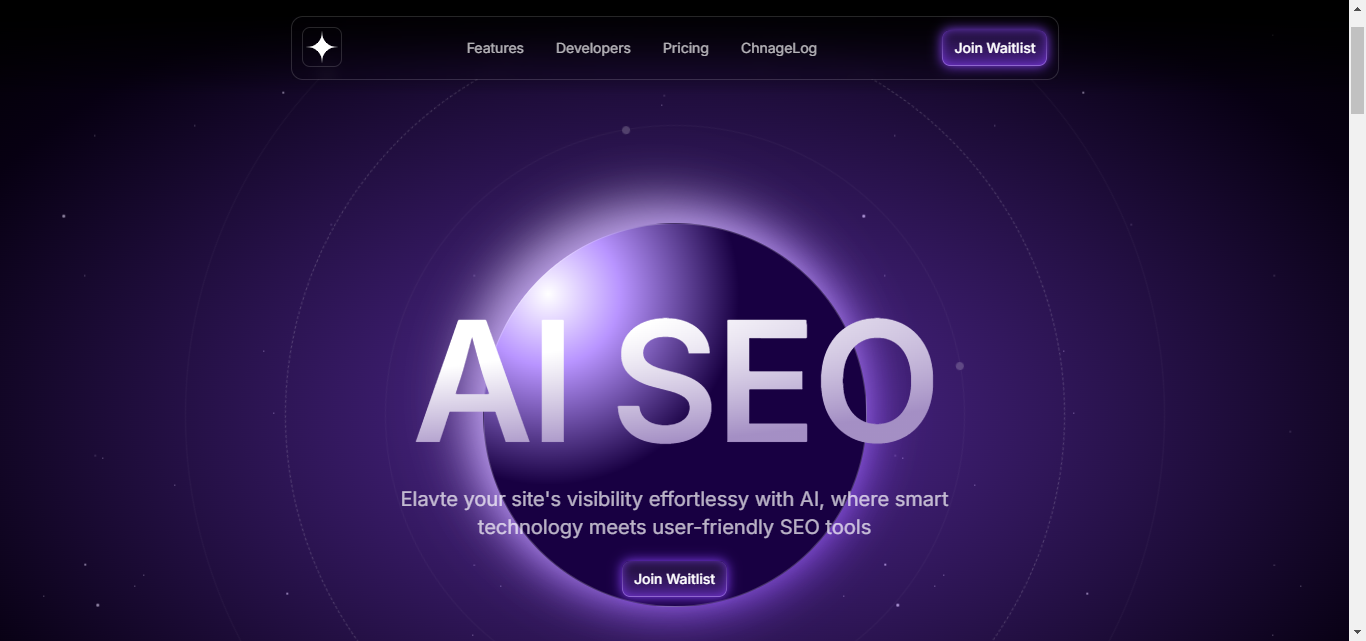 Features Developers Pricing ChnageLog Join Waitlist
AI SEO
Elavte your site's visibility effortlessy with AI, where smart
technology meets user-friendly SEO tools
Join Waitlist